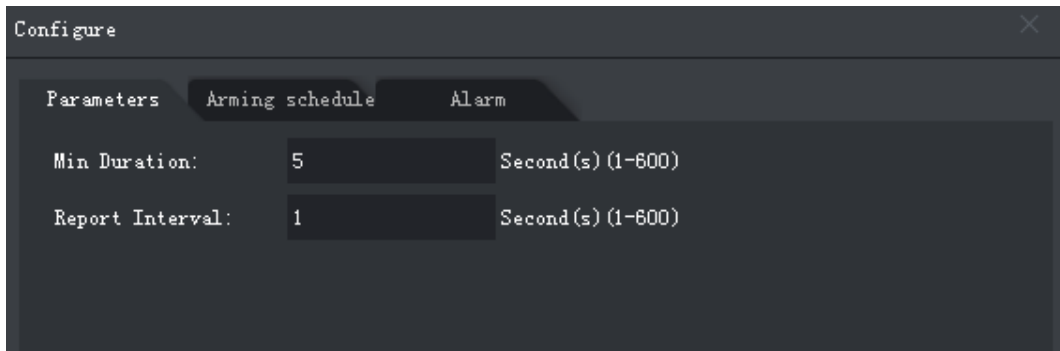 Configure
Parameters Arming schedule Alarm
Min Duration: 5 Second(s)(1-600)
Report Interval: 1 Second(s)(1-600)